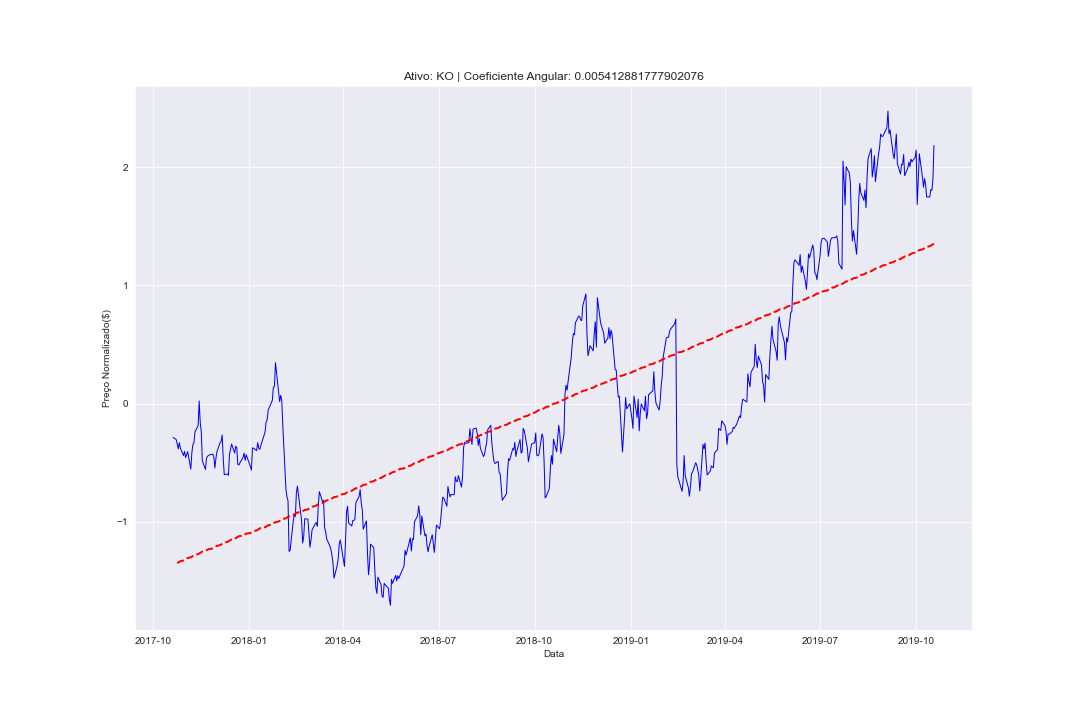 Ativo: KO | Coeficiente Angular: 0.005412881777902076
Preço Normalizado($)
2
1
0
−1
2017-10 2018-01 2018-04 2018-07 2018-10 2019-01 2019-04 2019-07 2019-10
Data